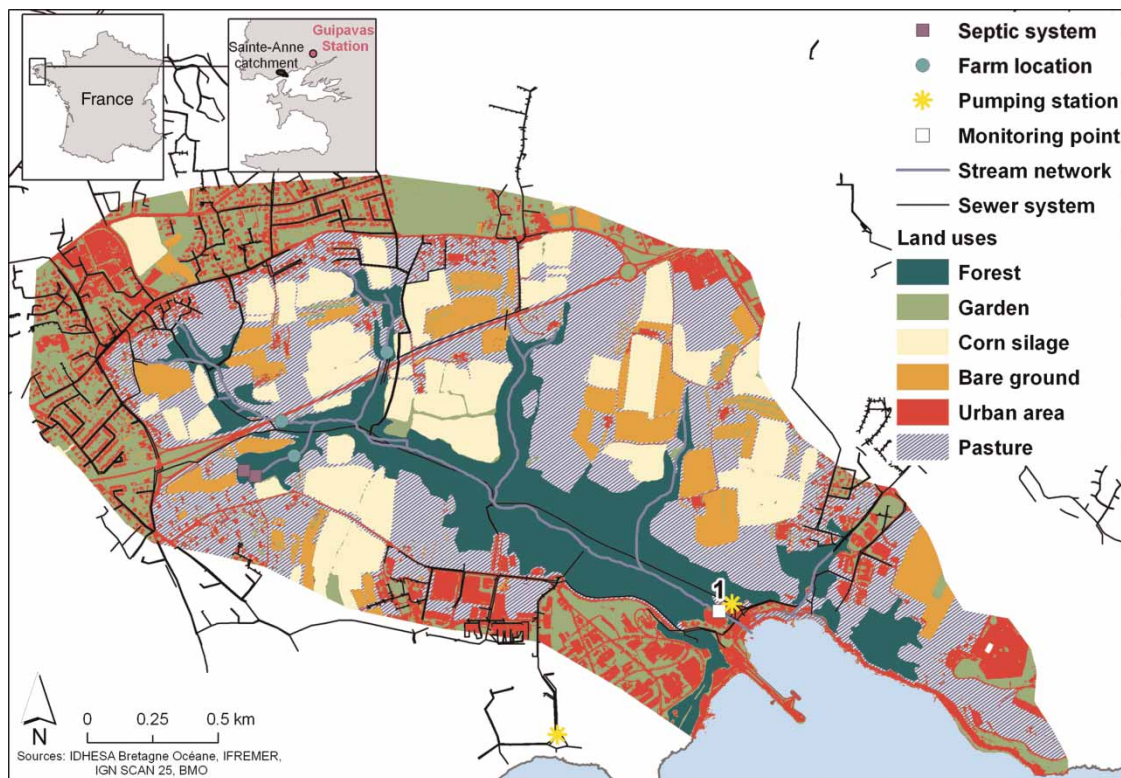 Guipavas
Station
Sainte-Anne
catchment
France
Septic system
Farm location
Pumping station
Monitoring point
Stream network
Sewer system
Land uses
Forest
Garden
Corn silage
Bare ground
Urban area
Pasture
1
N
0 0.25 0.5 km
Sources: IDHESA Bretagne Océane, IFREMER,
IGN SCAN 25, BMO